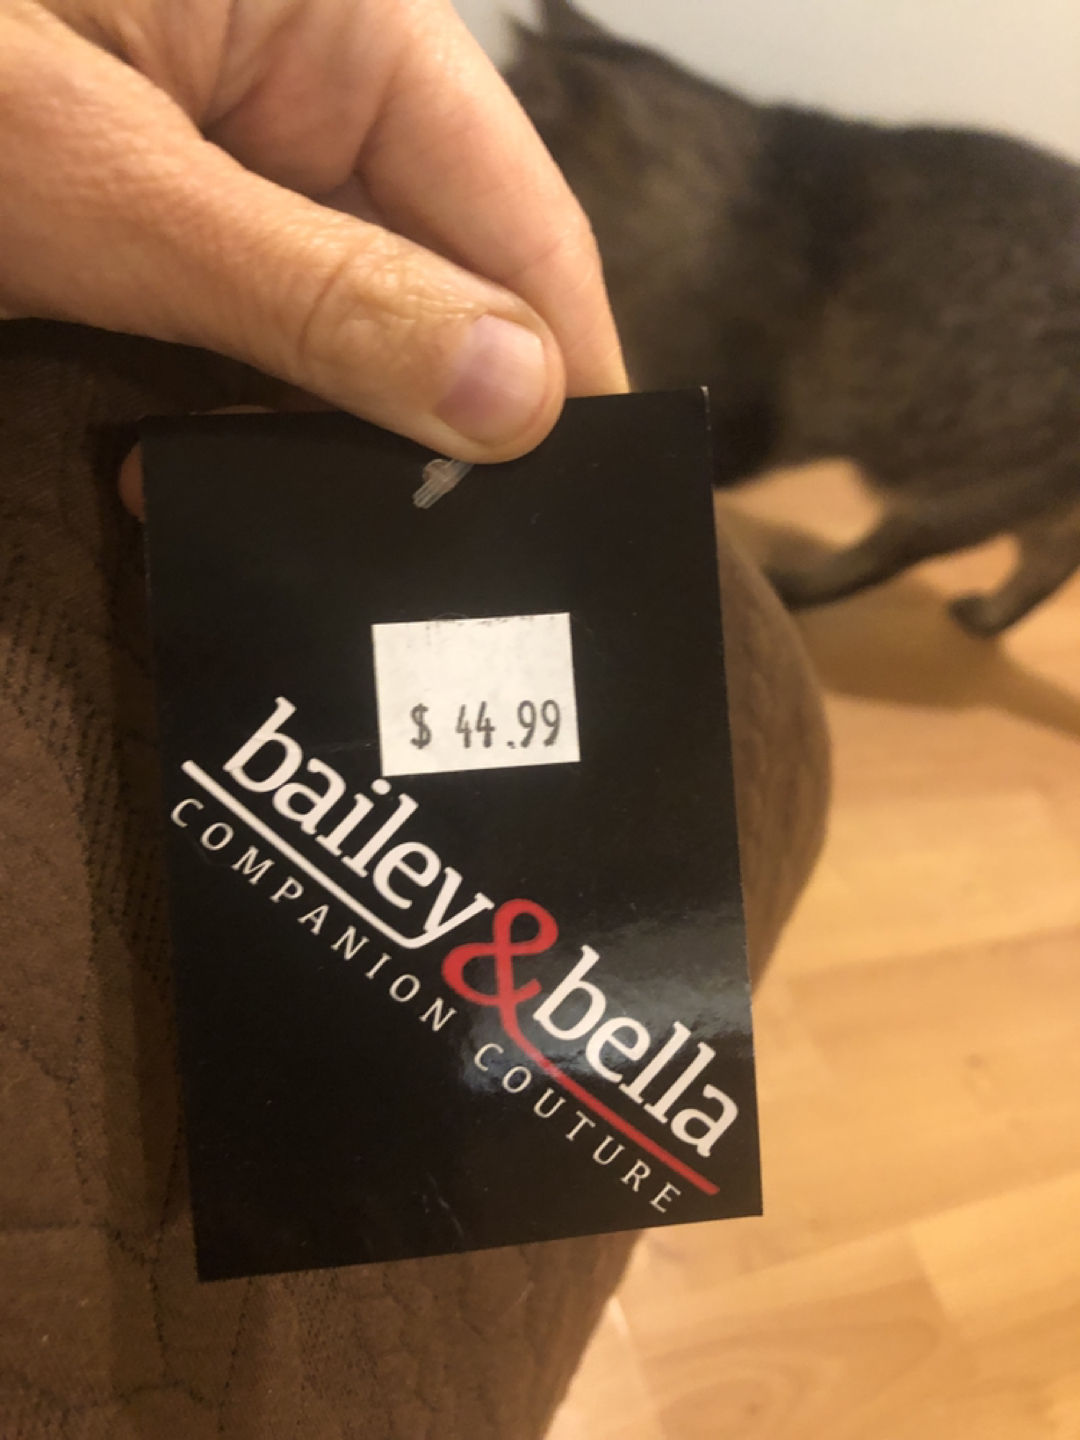 $ 44.99
bailey & bella
COMPANION COUTURE